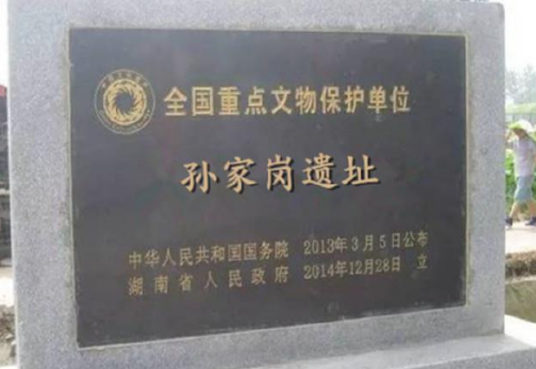 全国重点文物保护单位
孙家岗遗址
中华人民共和国国务院 2013年3月5日公布
湖南省人民政府 2014年12月28日 立